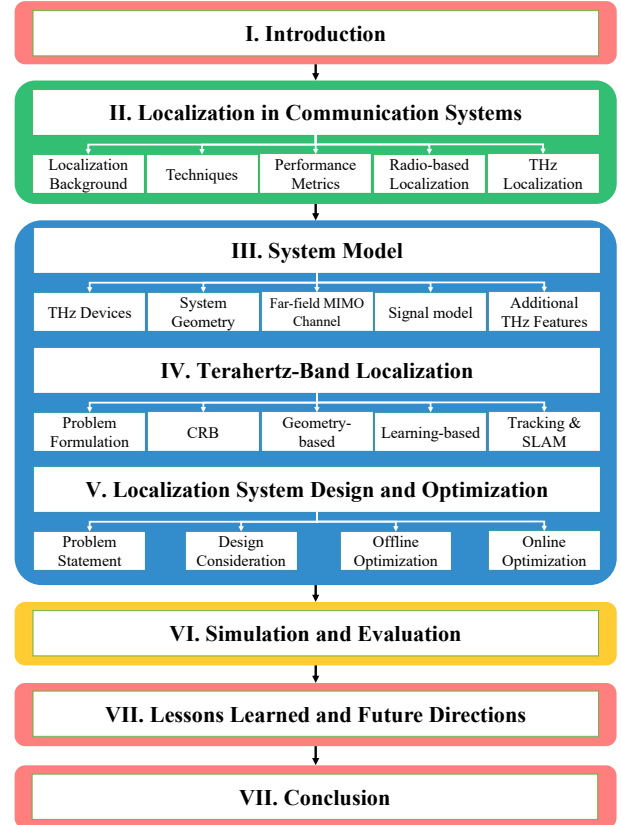 I. Introduction
II. Localization in Communication Systems
Localization
Background
Techniques
Performance
Metrics
Radio-based
Localization
THz
Localization
III. System Model
THz Devices
System
Geometry
Far-field MIMO
Channel
Signal model
Additional
THz Features
IV. Terahertz-Band Localization
Problem
Formulation
CRB
Geometry-
based
Learning-based
Tracking &
SLAM
V. Localization System Design and Optimization
Problem
Statement
Design
Consideration
Offline
Optimization
Online
Optimization
VI. Simulation and Evaluation
VII. Lessons Learned and Future Directions
VII. Conclusion